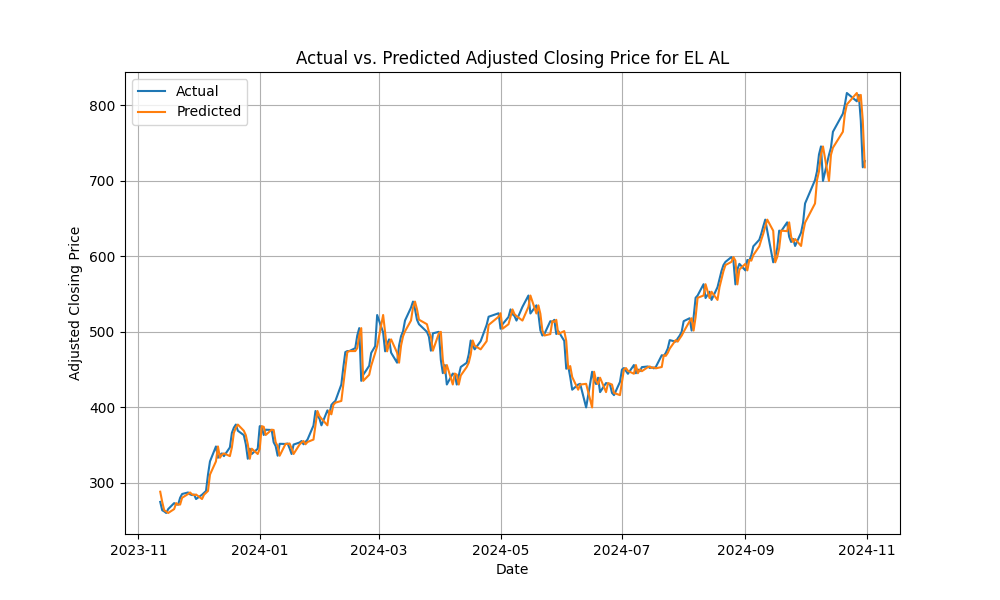 Actual vs. Predicted Adjusted Closing Price for EL AL
Actual
Predicted
Adjusted Closing Price
800
700
600
500
400
300
2023-11
2024-01
2024-03
2024-05
2024-07
2024-09
2024-11
Date